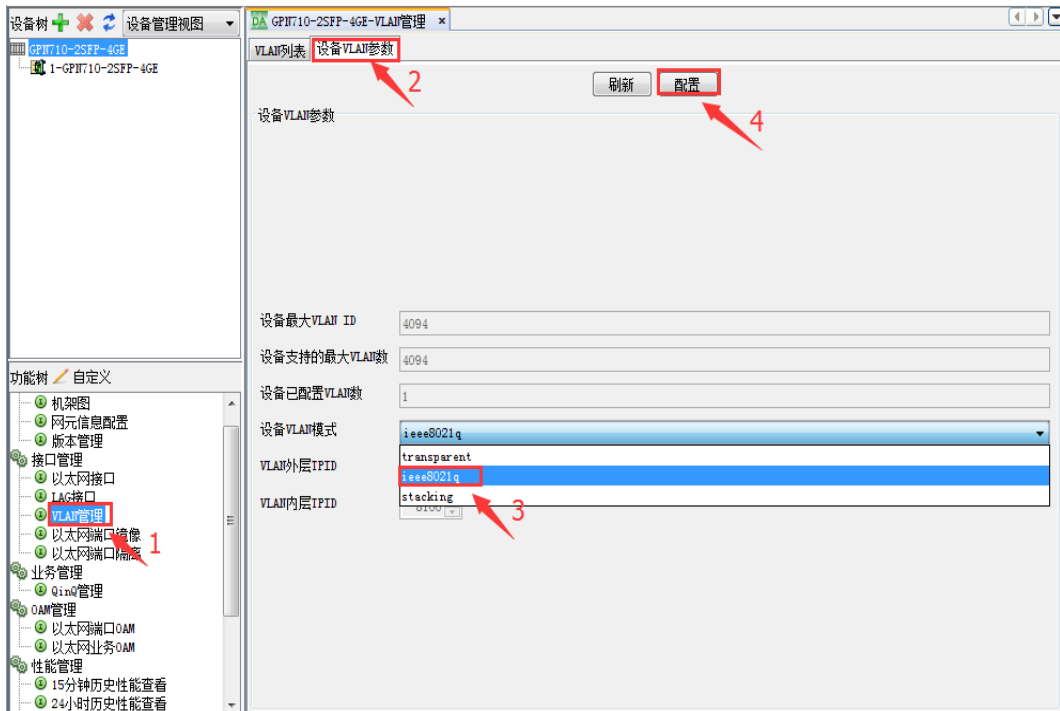 设备树 设备管理视图
GPN710-2SFP-4GE
1-GPN710-2SFP-4GE
功能树 自定义
机架图
网元信息配置
版本管理
接口管理
以太网接口
LAG接口
VLAN管理
以太网端口镜像
1
以太网端口隔离
业务管理
QinQ管理
OAM管理
以太网端口OAM
以太网业务OAM
性能管理
15分钟历史性能查看
24小时历史性能查看
DA GPN710-2SFP-4GE-VLAN管理 ×
VLAN列表 设备VLAN参数
2
刷新 配置
4
设备VLAN参数
设备最大VLAN ID 4094
设备支持的最大VLAN数 4094
设备已配置VLAN数 1
设备VLAN模式 ieee8021q
transparent
VLAN外层TPID ieee8021q
stacking
VLAN内层TPID 8100
3